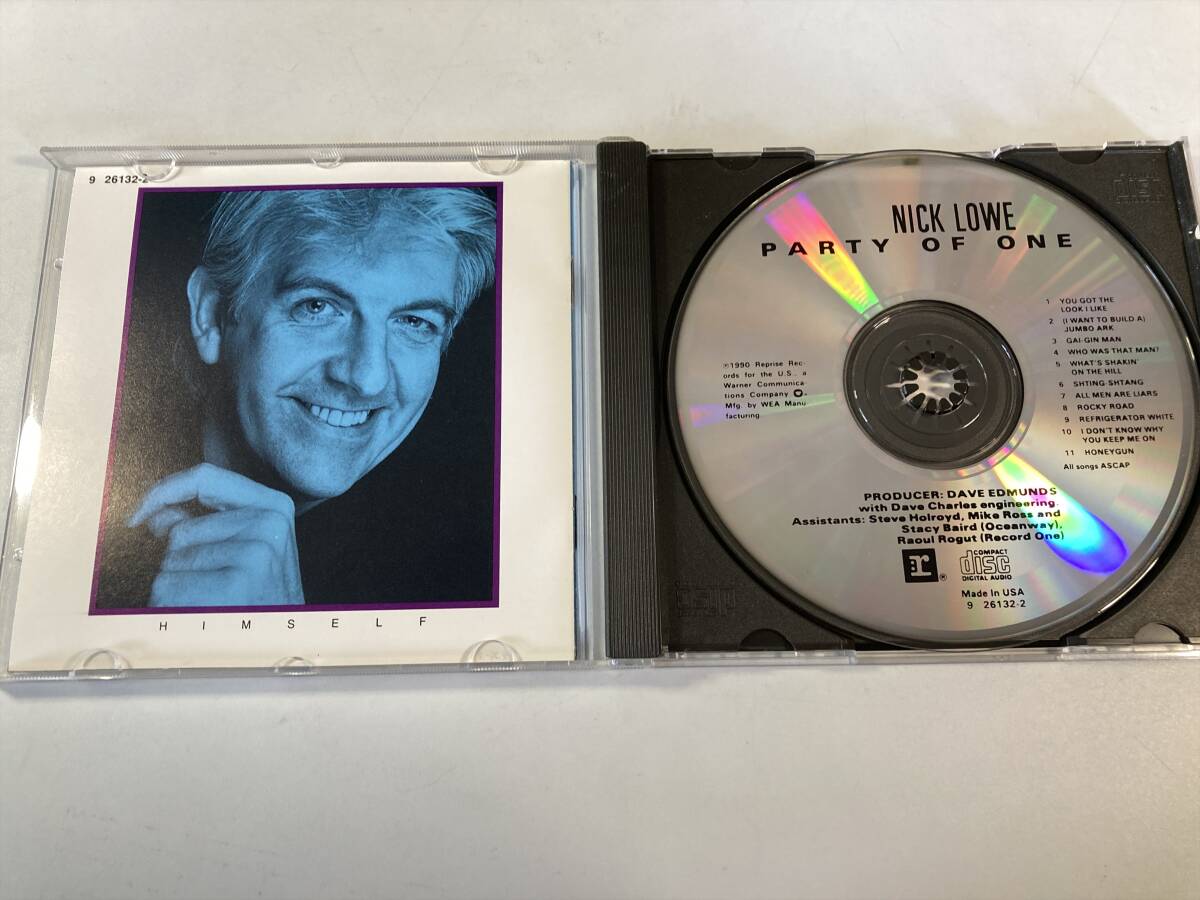 9 26132-2
HIMSELF
NICK LOWE
PARTY OF ONE
℗1990 Reprise Rec-
ords for the U.S., a
Warner Communica-
tions Company
Mfg. by WEA Manu-
facturing.
1 YOU GOT THE
LOOK I LIKE
2 (I WANT TO BUILD A)
JUMBO ARK
3 GAI-GIN MAN
4 WHO WAS THAT MAN?
5 WHAT'S SHAKIN'
ON THE HILL
6 SHTING-SHTANG
7 ALL MEN ARE LIARS
8 ROCKY ROAD
9 REFRIGERATOR WHITE
10 I DON'T KNOW WHY
YOU KEEP ME ON
11 HONEYGUN
All songs ASCAP
PRODUCER: DAVE EDMUNDS
with Dave Charles engineering.
Assistants: Steve Holroyd, Mike Ross and
Stacy Baird (Oceanway),
Raoul Rogut (Record One)
r ®
COMPACT
disc
DIGITAL AUDIO
Made In USA
9 26132-2
disc
disc